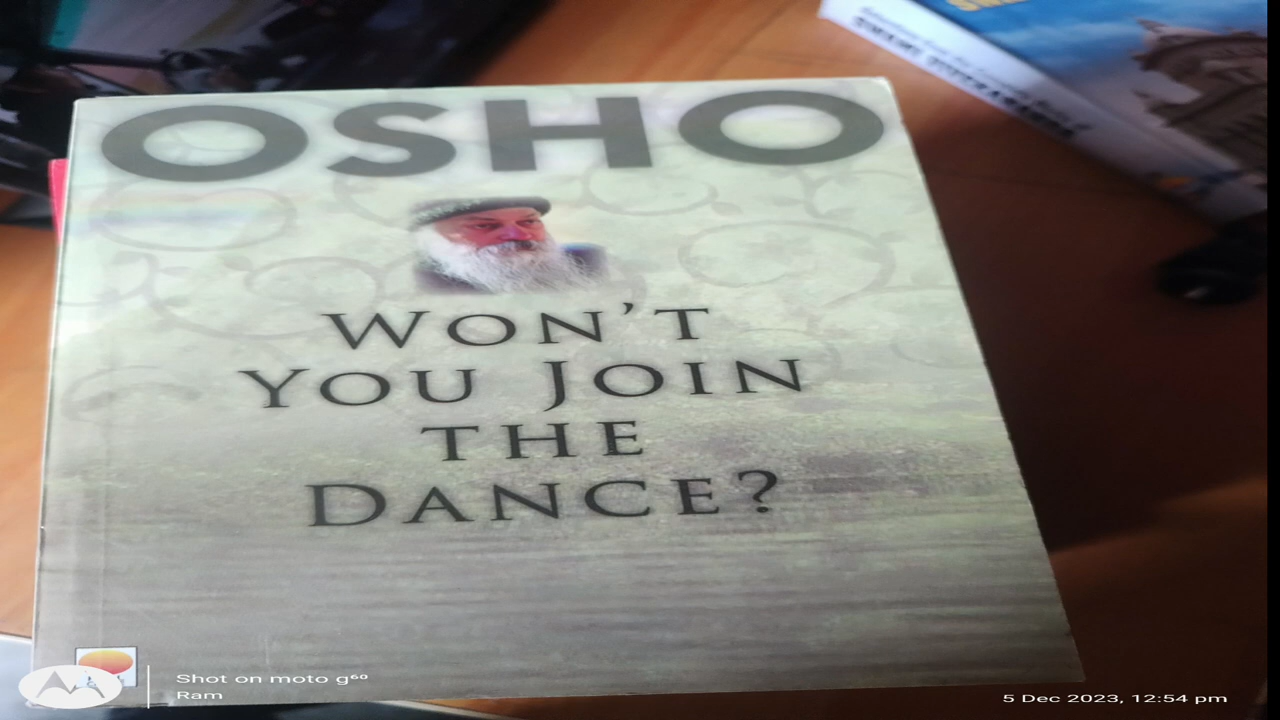 OSHO
WON'T
YOU JOIN
THE
DANCE?
Shot on moto g⁶⁰
Ram
5 Dec 2023, 12:54 pm